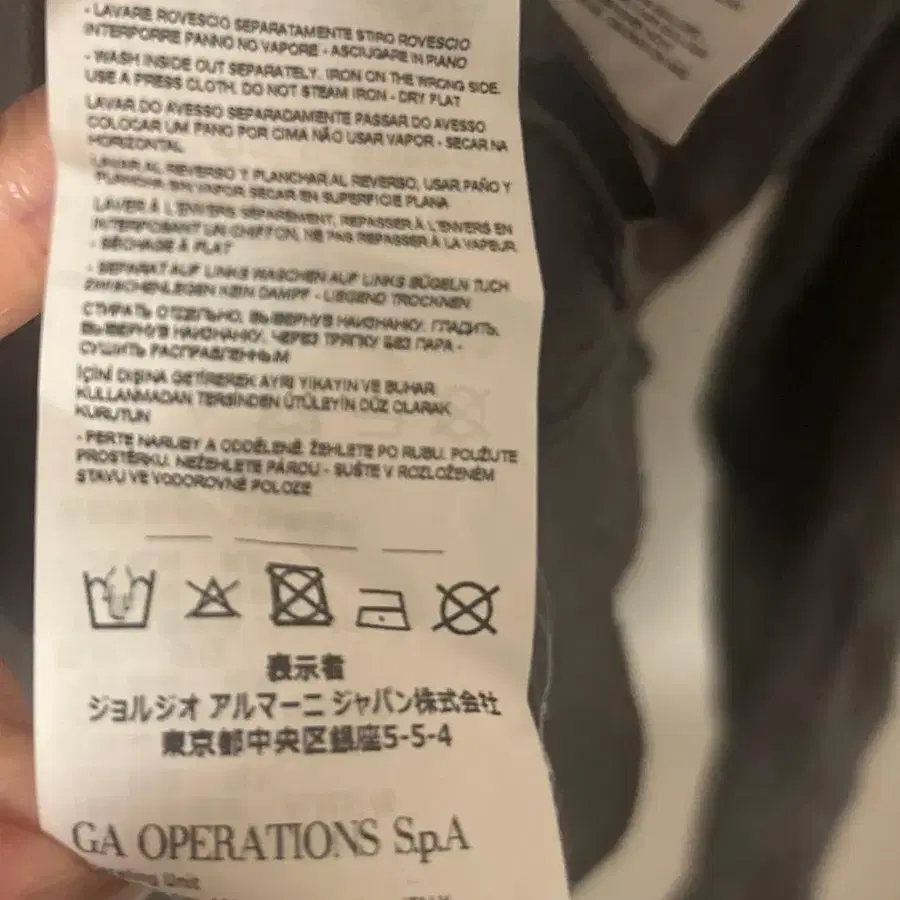 - LAVARE ROVESCIO SEPARATAMENTE STIRO ROVESCIO
INTERPORRE PANNO NO VAPORE - ASCIUGARE IN PIANO
- WASH INSIDE OUT SEPARATELY. IRON ON THE WRONG SIDE.
USE A PRESS CLOTH. DO NOT STEAM IRON - DRY FLAT
LAVAR DO AVESSO SEPARADAMENTE PASSAR DO AVESSO
COLOCAR UM PANO POR CIMA NÃO USAR VAPOR - SECAR NA
HORIZONTAL
LAVAR AL REVERSO Y PLANCHAR AL REVERSO, USAR PAÑO Y
PLANCHA SIN VAPOR SECAR EN SUPERFICIE PLANA
LAVER À L'ENVERS SÉPARÉMENT, REPASSER À L'ENVERS EN
INTERPOSANT UN CHIFFON, NE PAS REPASSER À LA VAPEUR
- SÉCHAGE À PLAT
- SEPARAT AUF LINKS WASCHEN AUF LINKS BÜGELN TUCH
ZWISCHENLEGEN KEIN DAMPF - LIEGEND TROCKNEN
СТИРАТЬ ОТДЕЛЬНО, ВЫВЕРНУВ НАИЗНАНКУ. ГЛАДИТЬ,
ВЫВЕРНУВ НАИЗНАНКУ, ЧЕРЕЗ ТРЯПКУ БЕЗ ПАРА -
СУШИТЬ РАСПРАВЛЕННЫМ
İÇİNİ DIŞINA GETİREREK AYRI YIKAYIN VE BUHAR
KULLANMADAN TERSİNDEN ÜTÜLEYİN DÜZ OLARAK
KURUTUN
- PERTE NARUBY A ODDĚLENĚ. ŽEHLETE PO RUBU. POUŽIJTE
PROSTĚRKU. NEŽEHLETE PÁROU - SUŠTE V ROZLOŽENÉM
STAVU VE VODOROVNÉ POLOZE
表示者
ジョルジオ アルマーニ ジャパン株式会社
東京都中央区銀座5-5-4
GA OPERATIONS S.p.A
Unit